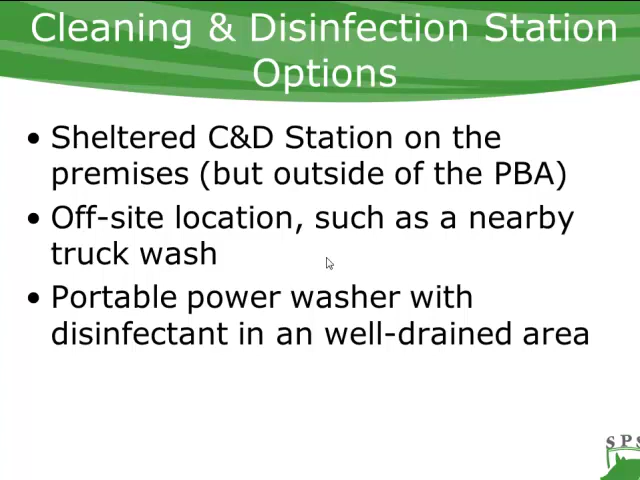 Cleaning & Disinfection Station
Options
• Sheltered C&D Station on the
premises (but outside of the PBA)
• Off-site location, such as a nearby
truck wash
• Portable power washer with
disinfectant in an well-drained area
SPS